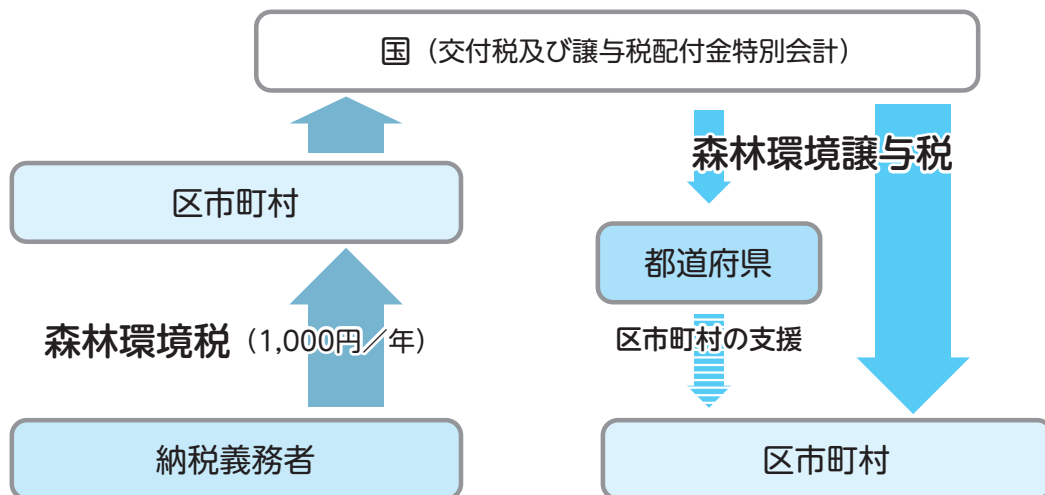 国（交付税及び譲与税配付金特別会計）
森林環境譲与税
区市町村
都道府県
森林環境税（1,000円／年）
区市町村の支援
納税義務者
区市町村